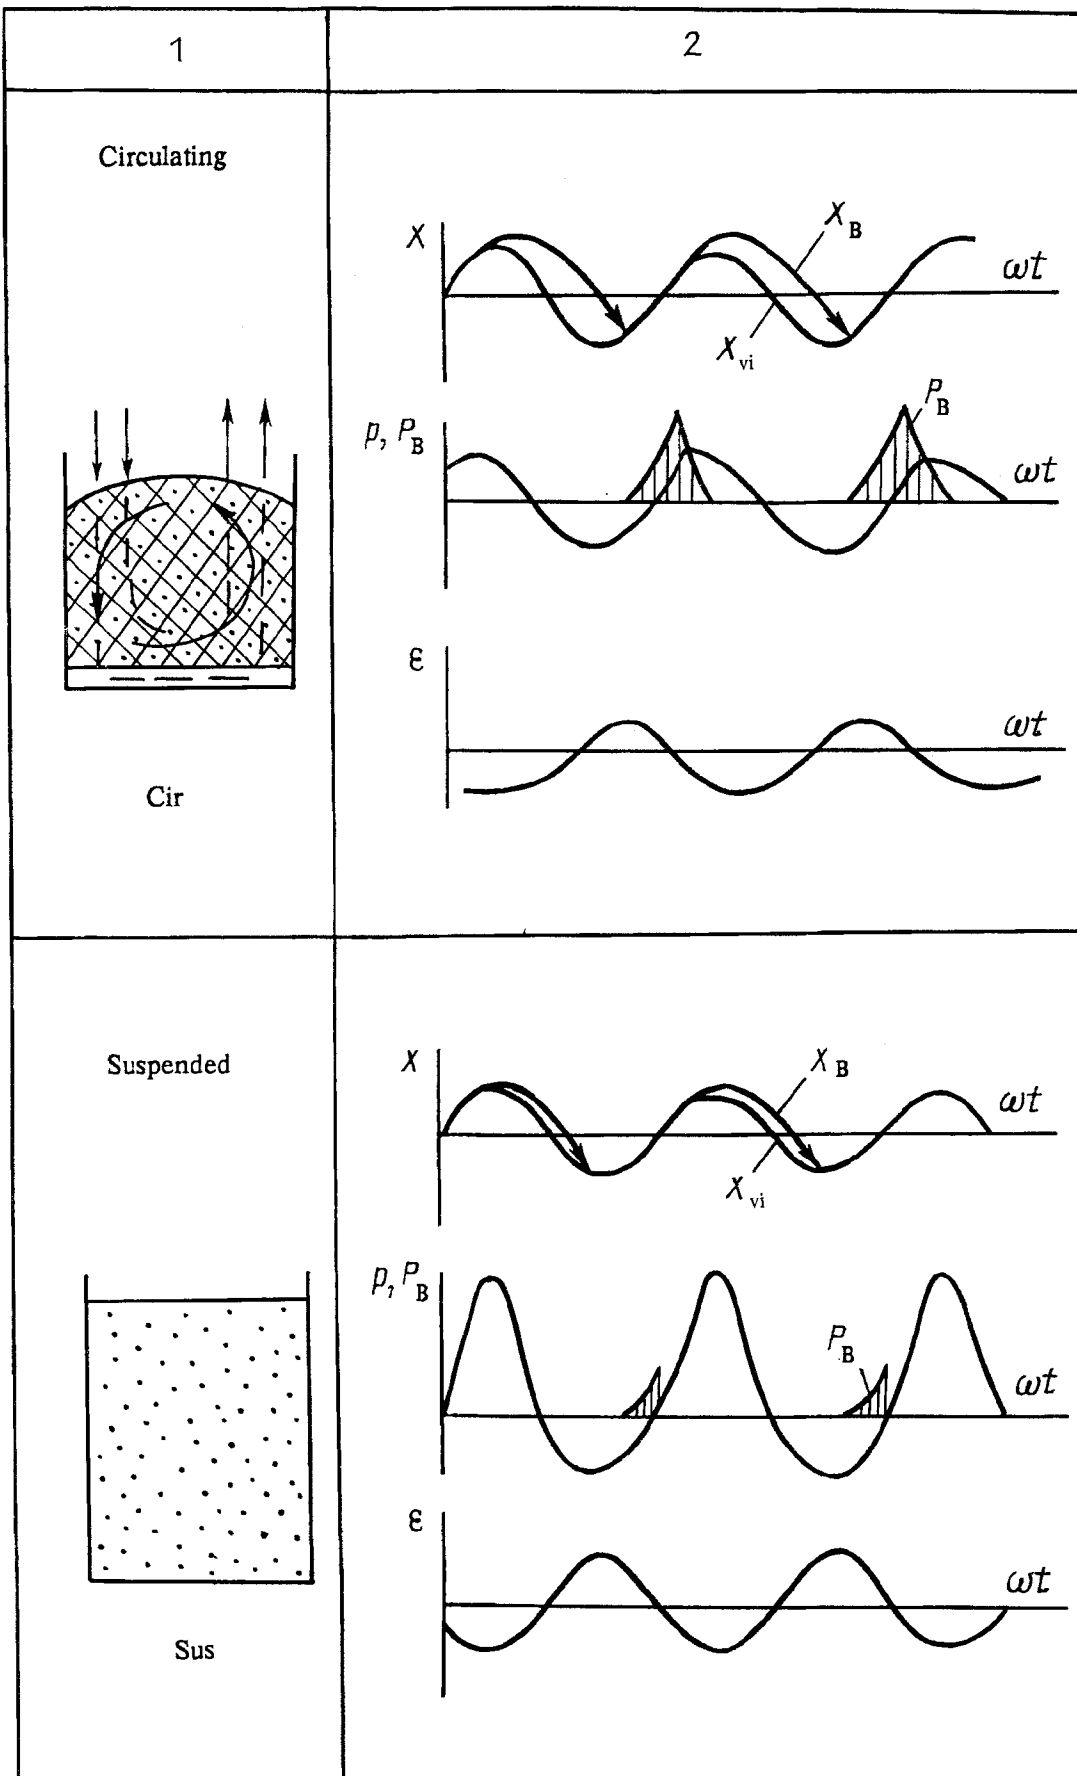 1
2
Circulating
X
X_B
ωt
X_vi
p, P_B
P_B
ωt
ε
ωt
Cir
Suspended
X
X_B
ωt
X_vi
p, P_B
P_B
ωt
ε
ωt
Sus